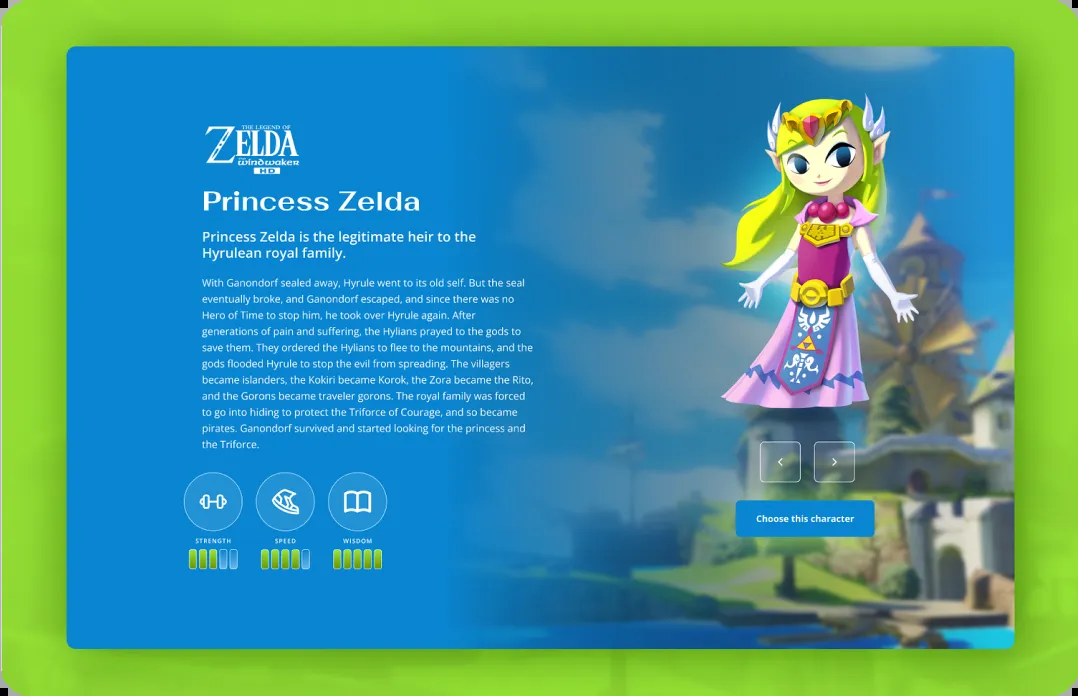 THE LEGEND OF
ZELDA
THE
Windwaker
HD
Princess Zelda
Princess Zelda is the legitimate heir to the
Hyrulean royal family.
With Ganondorf sealed away, Hyrule went to its old self. But the seal
eventually broke, and Ganondorf escaped, and since there was no
Hero of Time to stop him, he took over Hyrule again. After
generations of pain and suffering, the Hylians prayed to the gods to
save them. They ordered the Hylians to flee to the mountains, and the
gods flooded Hyrule to stop the evil from spreading. The villagers
became islanders, the Kokiri became Korok, the Zora became the Rito,
and the Gorons became traveler gorons. The royal family was forced
to go into hiding to protect the Triforce of Courage, and so became
pirates. Ganondorf survived and started looking for the princess and
the Triforce.
STRENGTH
SPEED
WISDOM
Choose this character